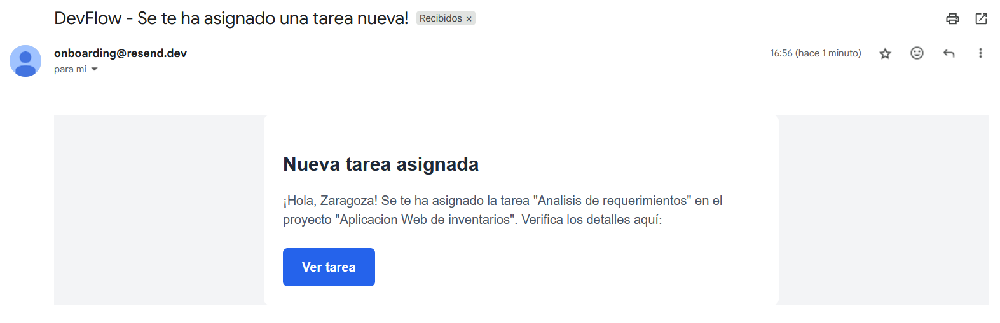 DevFlow - Se te ha asignado una tarea nueva! Recibidos ×
onboarding@resend.dev 16:56 (hace 1 minuto)
para mí
Nueva tarea asignada
¡Hola, Zaragoza! Se te ha asignado la tarea "Analisis de requerimientos" en el
proyecto "Aplicacion Web de inventarios". Verifica los detalles aquí:
Ver tarea